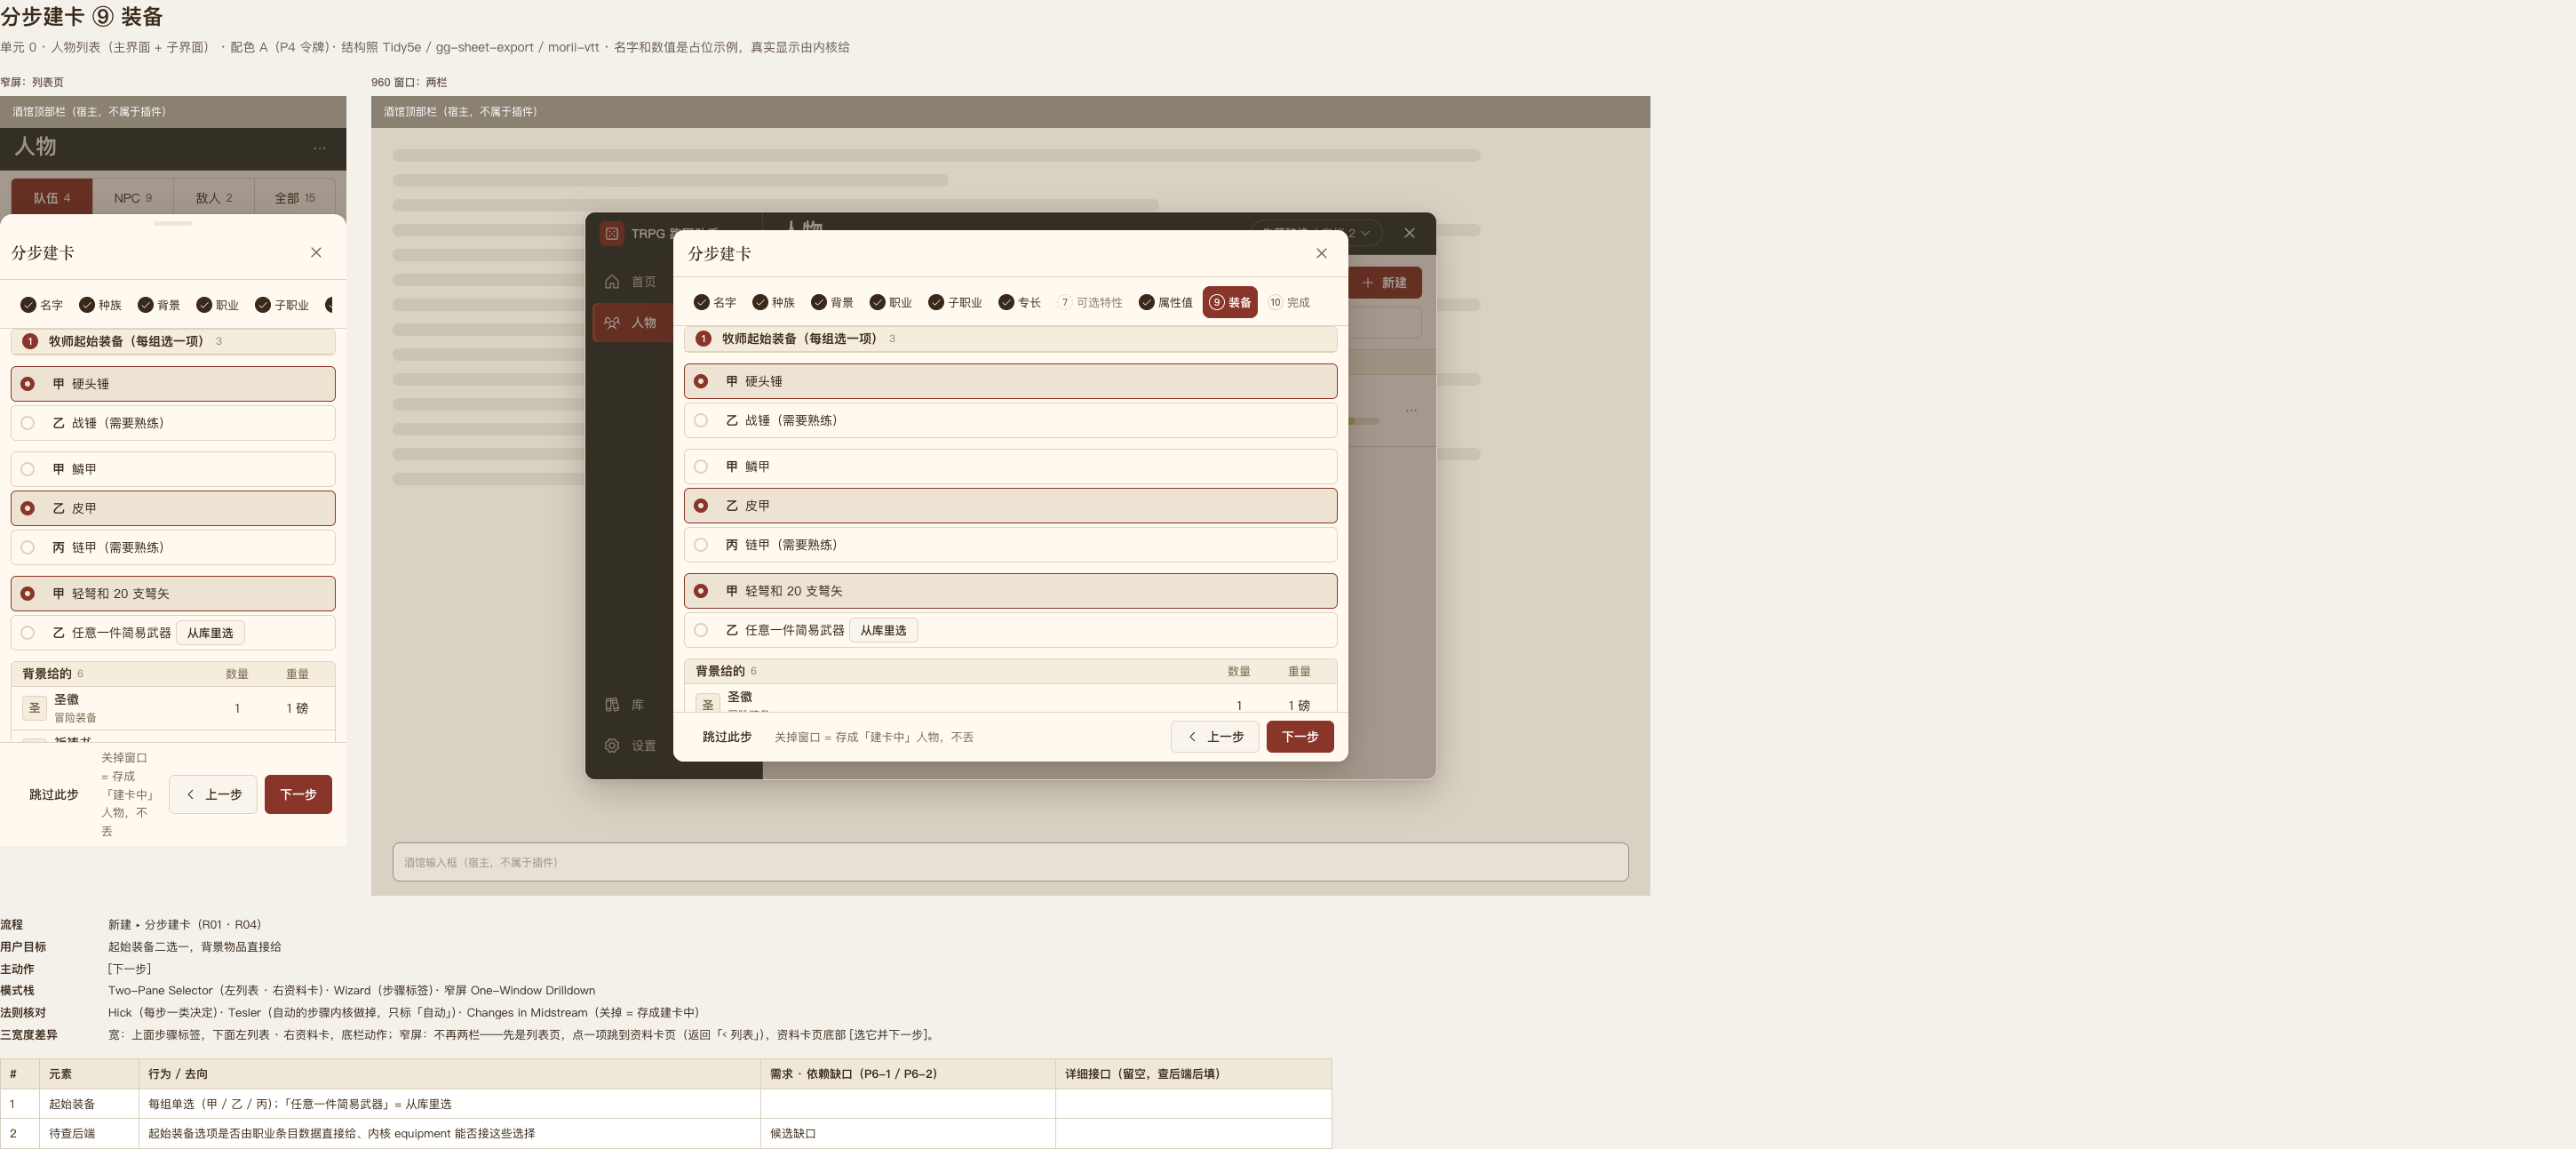 分步建卡 ⑨ 装备
单元 0 · 人物列表（主界面 + 子界面） · 配色 A（P4 令牌）· 结构照 Tidy5e / gg-sheet-export / morii-vtt · 名字和数值是占位示例，真实显示由内核给
窄屏：列表页
酒馆顶部栏（宿主，不属于插件）
人物
...
队伍 4 NPC 9 敌人 2 全部 15
分步建卡
名字 种族 背景 职业 子职业
1 牧师起始装备（每组选一项） 3
甲 硬头锤
乙 战锤（需要熟练）
甲 鳞甲
乙 皮甲
丙 链甲（需要熟练）
甲 轻弩和 20 支弩矢
乙 任意一件简易武器 从库里选
背景给的 6 数量 重量
圣 圣徽 1 1 磅
冒险装备
跳过此步
关掉窗口
= 存成
「建卡中」
人物，不
丢
上一步 下一步
960 窗口：两栏
酒馆顶部栏（宿主，不属于插件）
TRPG
人物
2
首页
人物
库
设置
新建
...
分步建卡
名字 种族 背景 职业 子职业 专长 7 可选特性 属性值 9 装备 10 完成
1 牧师起始装备（每组选一项） 3
甲 硬头锤
乙 战锤（需要熟练）
甲 鳞甲
乙 皮甲
丙 链甲（需要熟练）
甲 轻弩和 20 支弩矢
乙 任意一件简易武器 从库里选
背景给的 6 数量 重量
圣 圣徽 1 1 磅
跳过此步 关掉窗口 = 存成「建卡中」人物，不丢 上一步 下一步
酒馆输入框（宿主，不属于插件）
流程 新建 ▸ 分步建卡（R01 · R04）
用户目标 起始装备二选一，背景物品直接给
主动作 [下一步]
模式栈 Two-Pane Selector（左列表 · 右资料卡）· Wizard（步骤标签）· 窄屏 One-Window Drilldown
法则核对 Hick（每步一类决定）· Tesler（自动的步骤内核做掉，只标「自动」）· Changes in Midstream（关掉 = 存成建卡中）
三宽度差异 宽：上面步骤标签，下面左列表 · 右资料卡，底栏动作；窄屏：不再两栏——先是列表页，点一项跳到资料卡页（返回「‹ 列表」），资料卡页底部 [选它并下一步]。
# 元素 行为 / 去向 需求 · 依赖缺口（P6-1 / P6-2） 详细接口（留空，查后端后填）
1 起始装备 每组单选（甲 / 乙 / 丙）；「任意一件简易武器」= 从库里选
2 待查后端 起始装备选项是否由职业条目数据直接给、内核 equipment 能否接这些选择 候选缺口